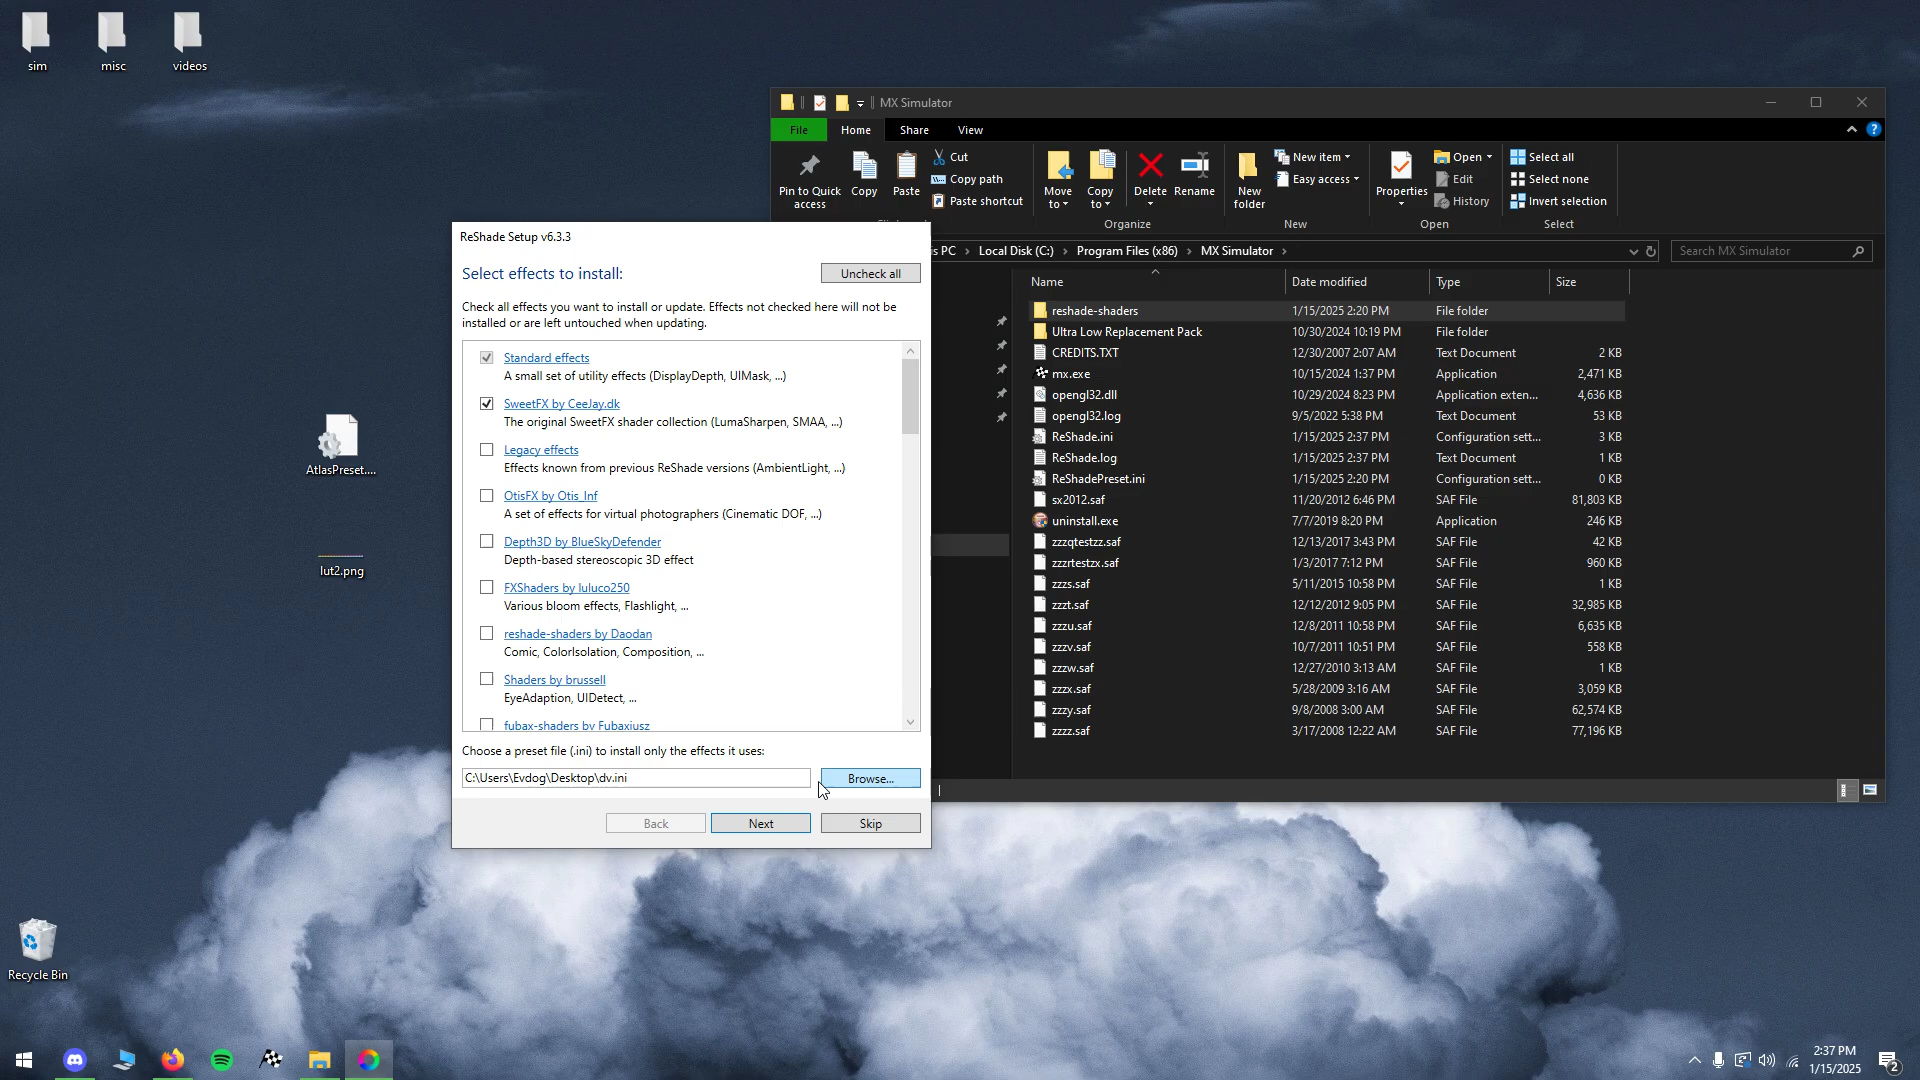 sim
misc
videos
AtlasPreset....
lut2.png
Recycle Bin
MX Simulator
File
Home
Share
View
Pin to Quick
access
Copy
Paste
Cut
Copy path
Paste shortcut
Move
to
Copy
to
Delete
Rename
Organize
New
folder
New item
Easy access
New
Properties
Open
Edit
History
Open
Select all
Select none
Invert selection
Select
is PC > Local Disk (C:) > Program Files (x86) > MX Simulator >
Search MX Simulator
Name Date modified Type Size
reshade-shaders 1/15/2025 2:20 PM File folder
Ultra Low Replacement Pack 10/30/2024 10:19 PM File folder
CREDITS.TXT 12/30/2007 2:07 AM Text Document 2 KB
mx.exe 10/15/2024 1:37 PM Application 2,471 KB
opengl32.dll 10/29/2024 8:23 PM Application exten... 4,636 KB
opengl32.log 9/5/2022 5:38 PM Text Document 53 KB
ReShade.ini 1/15/2025 2:37 PM Configuration sett... 3 KB
ReShade.log 1/15/2025 2:37 PM Text Document 1 KB
ReShadePreset.ini 1/15/2025 2:20 PM Configuration sett... 0 KB
sx2012.saf 11/20/2012 6:46 PM SAF File 81,803 KB
uninstall.exe 7/7/2019 8:20 PM Application 246 KB
zzzqtestzz.saf 12/13/2017 3:43 PM SAF File 42 KB
zzzrtestzx.saf 1/3/2017 7:12 PM SAF File 960 KB
zzzs.saf 5/11/2015 10:58 PM SAF File 1 KB
zzzt.saf 12/12/2012 9:05 PM SAF File 32,985 KB
zzzu.saf 12/8/2011 10:58 PM SAF File 6,635 KB
zzzv.saf 10/7/2011 10:51 PM SAF File 558 KB
zzzw.saf 12/27/2010 3:13 AM SAF File 1 KB
zzzx.saf 5/28/2009 3:16 AM SAF File 3,059 KB
zzzy.saf 9/8/2008 3:00 AM SAF File 62,574 KB
zzzz.saf 3/17/2008 12:22 AM SAF File 77,196 KB
ReShade Setup v6.3.3
Select effects to install:
Uncheck all
Check all effects you want to install or update. Effects not checked here will not be
installed or are left untouched when updating.
Standard effects
A small set of utility effects (DisplayDepth, UIMask, ...)
SweetFX by CeeJay.dk
The original SweetFX shader collection (LumaSharpen, SMAA, ...)
Legacy effects
Effects known from previous ReShade versions (AmbientLight, ...)
OtisFX by Otis_Inf
A set of effects for virtual photographers (Cinematic DOF, ...)
Depth3D by BlueSkyDefender
Depth-based stereoscopic 3D effect
FXShaders by luluco250
Various bloom effects, Flashlight, ...
reshade-shaders by Daodan
Comic, ColorIsolation, Composition, ...
Shaders by brussell
EyeAdaption, UIDetect, ...
fubax-shaders by Fubaxiusz
Choose a preset file (.ini) to install only the effects it uses:
C:\Users\Evdog\Desktop\dv.ini
Browse...
Back
Next
Skip
2:37 PM
1/15/2025
2